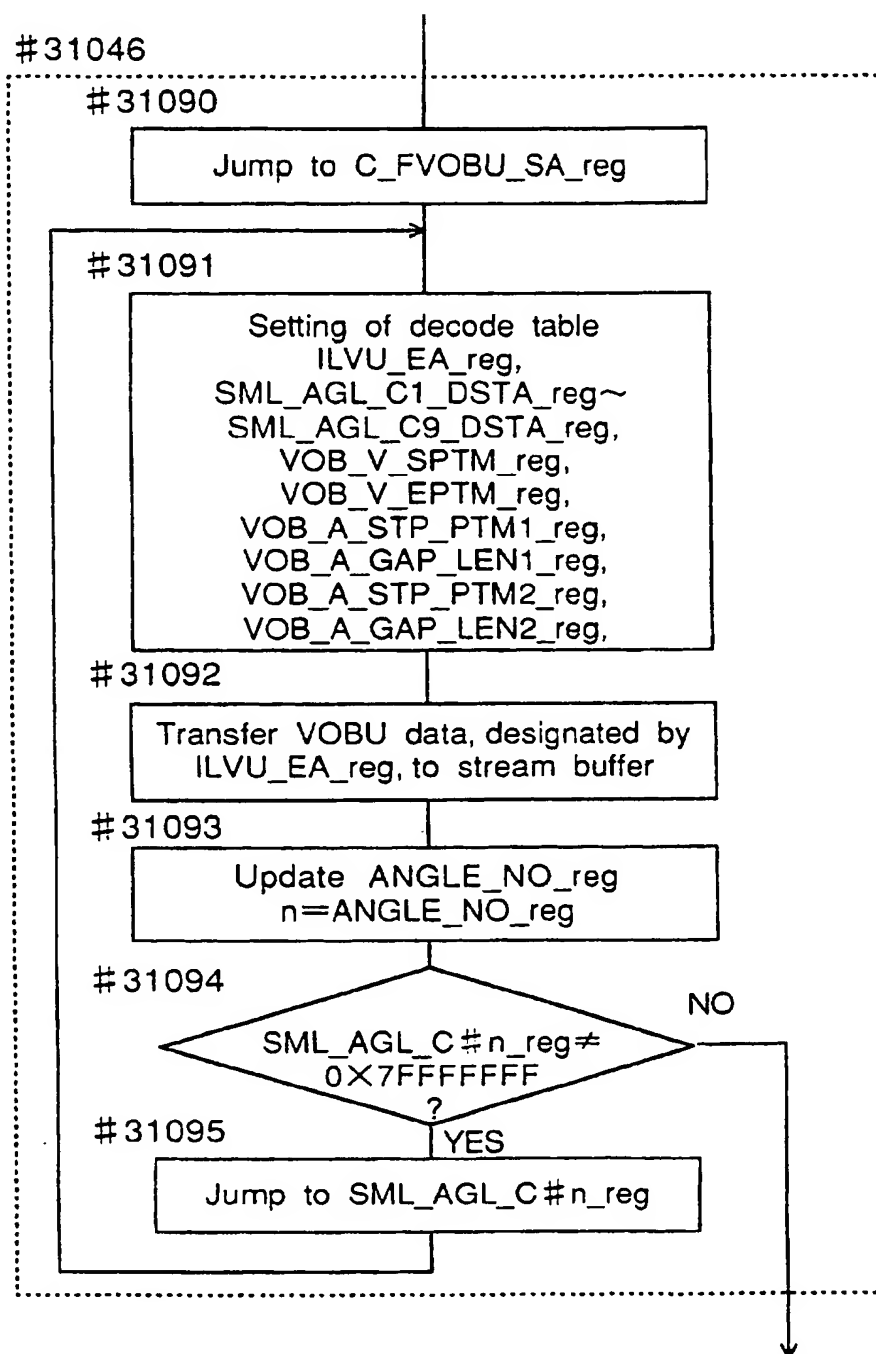 #31046
#31090
Jump to C_FVOBU_SA_reg
#31091
Setting of decode table
ILVU_EA_reg,
SML_AGL_C1_DSTA_reg~
SML_AGL_C9_DSTA_reg,
VOB_V_SPTM_reg,
VOB_V_EPTM_reg,
VOB_A_STP_PTM1_reg,
VOB_A_GAP_LEN1_reg,
VOB_A_STP_PTM2_reg,
VOB_A_GAP_LEN2_reg,
#31092
Transfer VOBU data, designated by
ILVU_EA_reg, to stream buffer
#31093
Update ANGLE_NO_reg
n=ANGLE_NO_reg
#31094
NO
SML_AGL_C#n_reg≠
0X7FFFFFFF
?
#31095
YES
Jump to SML_AGL_C#n_reg